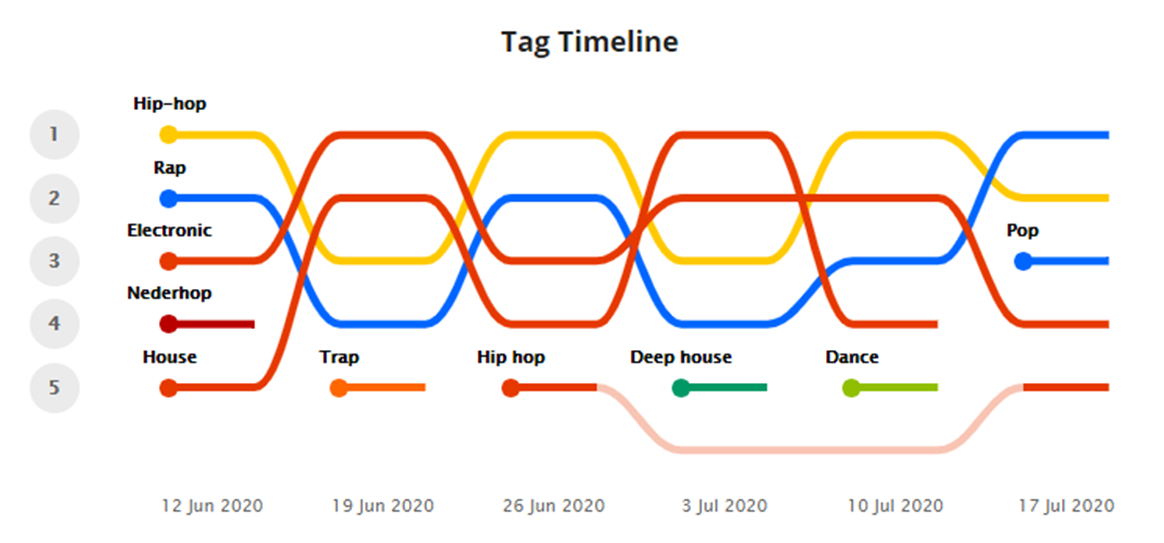 Tag Timeline
Hip-hop
1
Rap
2
Electronic
Pop
3
Nederhop
4
House
Trap
Hip hop
Deep house
Dance
5
12 Jun 2020
19 Jun 2020
26 Jun 2020
3 Jul 2020
10 Jul 2020
17 Jul 2020